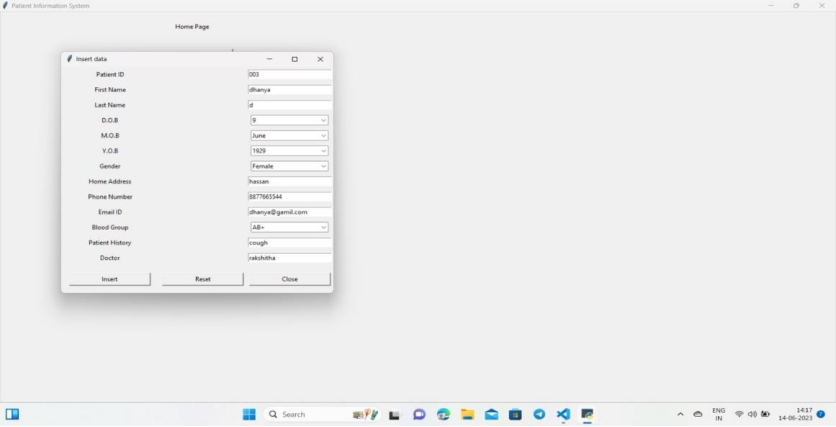 Patient Information System
Home Page
Insert data
Patient ID 003
First Name dhanya
Last Name d
D.O.B 9
M.O.B June
Y.O.B 1929
Gender Female
Home Address hassan
Phone Number 8877665544
Email ID dhanya@gamil.com
Blood Group AB+
Patient History cough
Doctor rakshitha
Insert Reset Close
Search
ENG 14:17
IN 14-06-2023